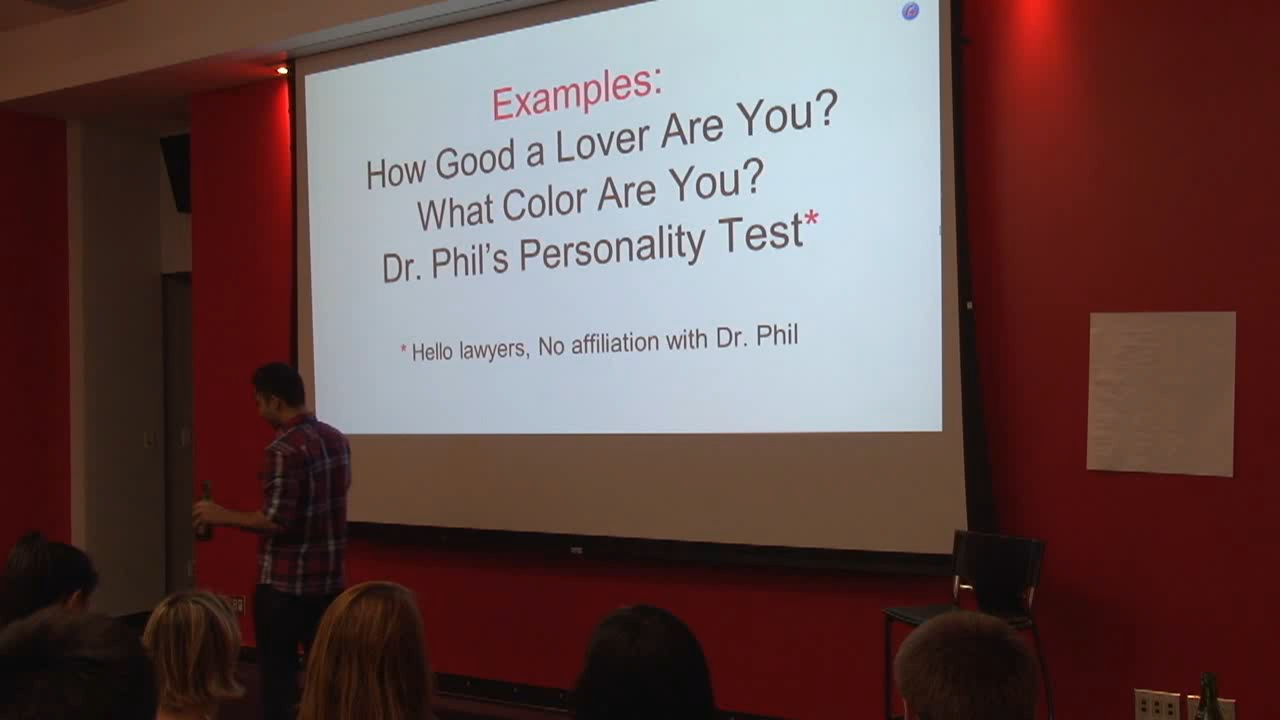 Examples:
How Good a Lover Are You?
What Color Are You?
Dr. Phil's Personality Test*
* Hello lawyers, No affiliation with Dr. Phil